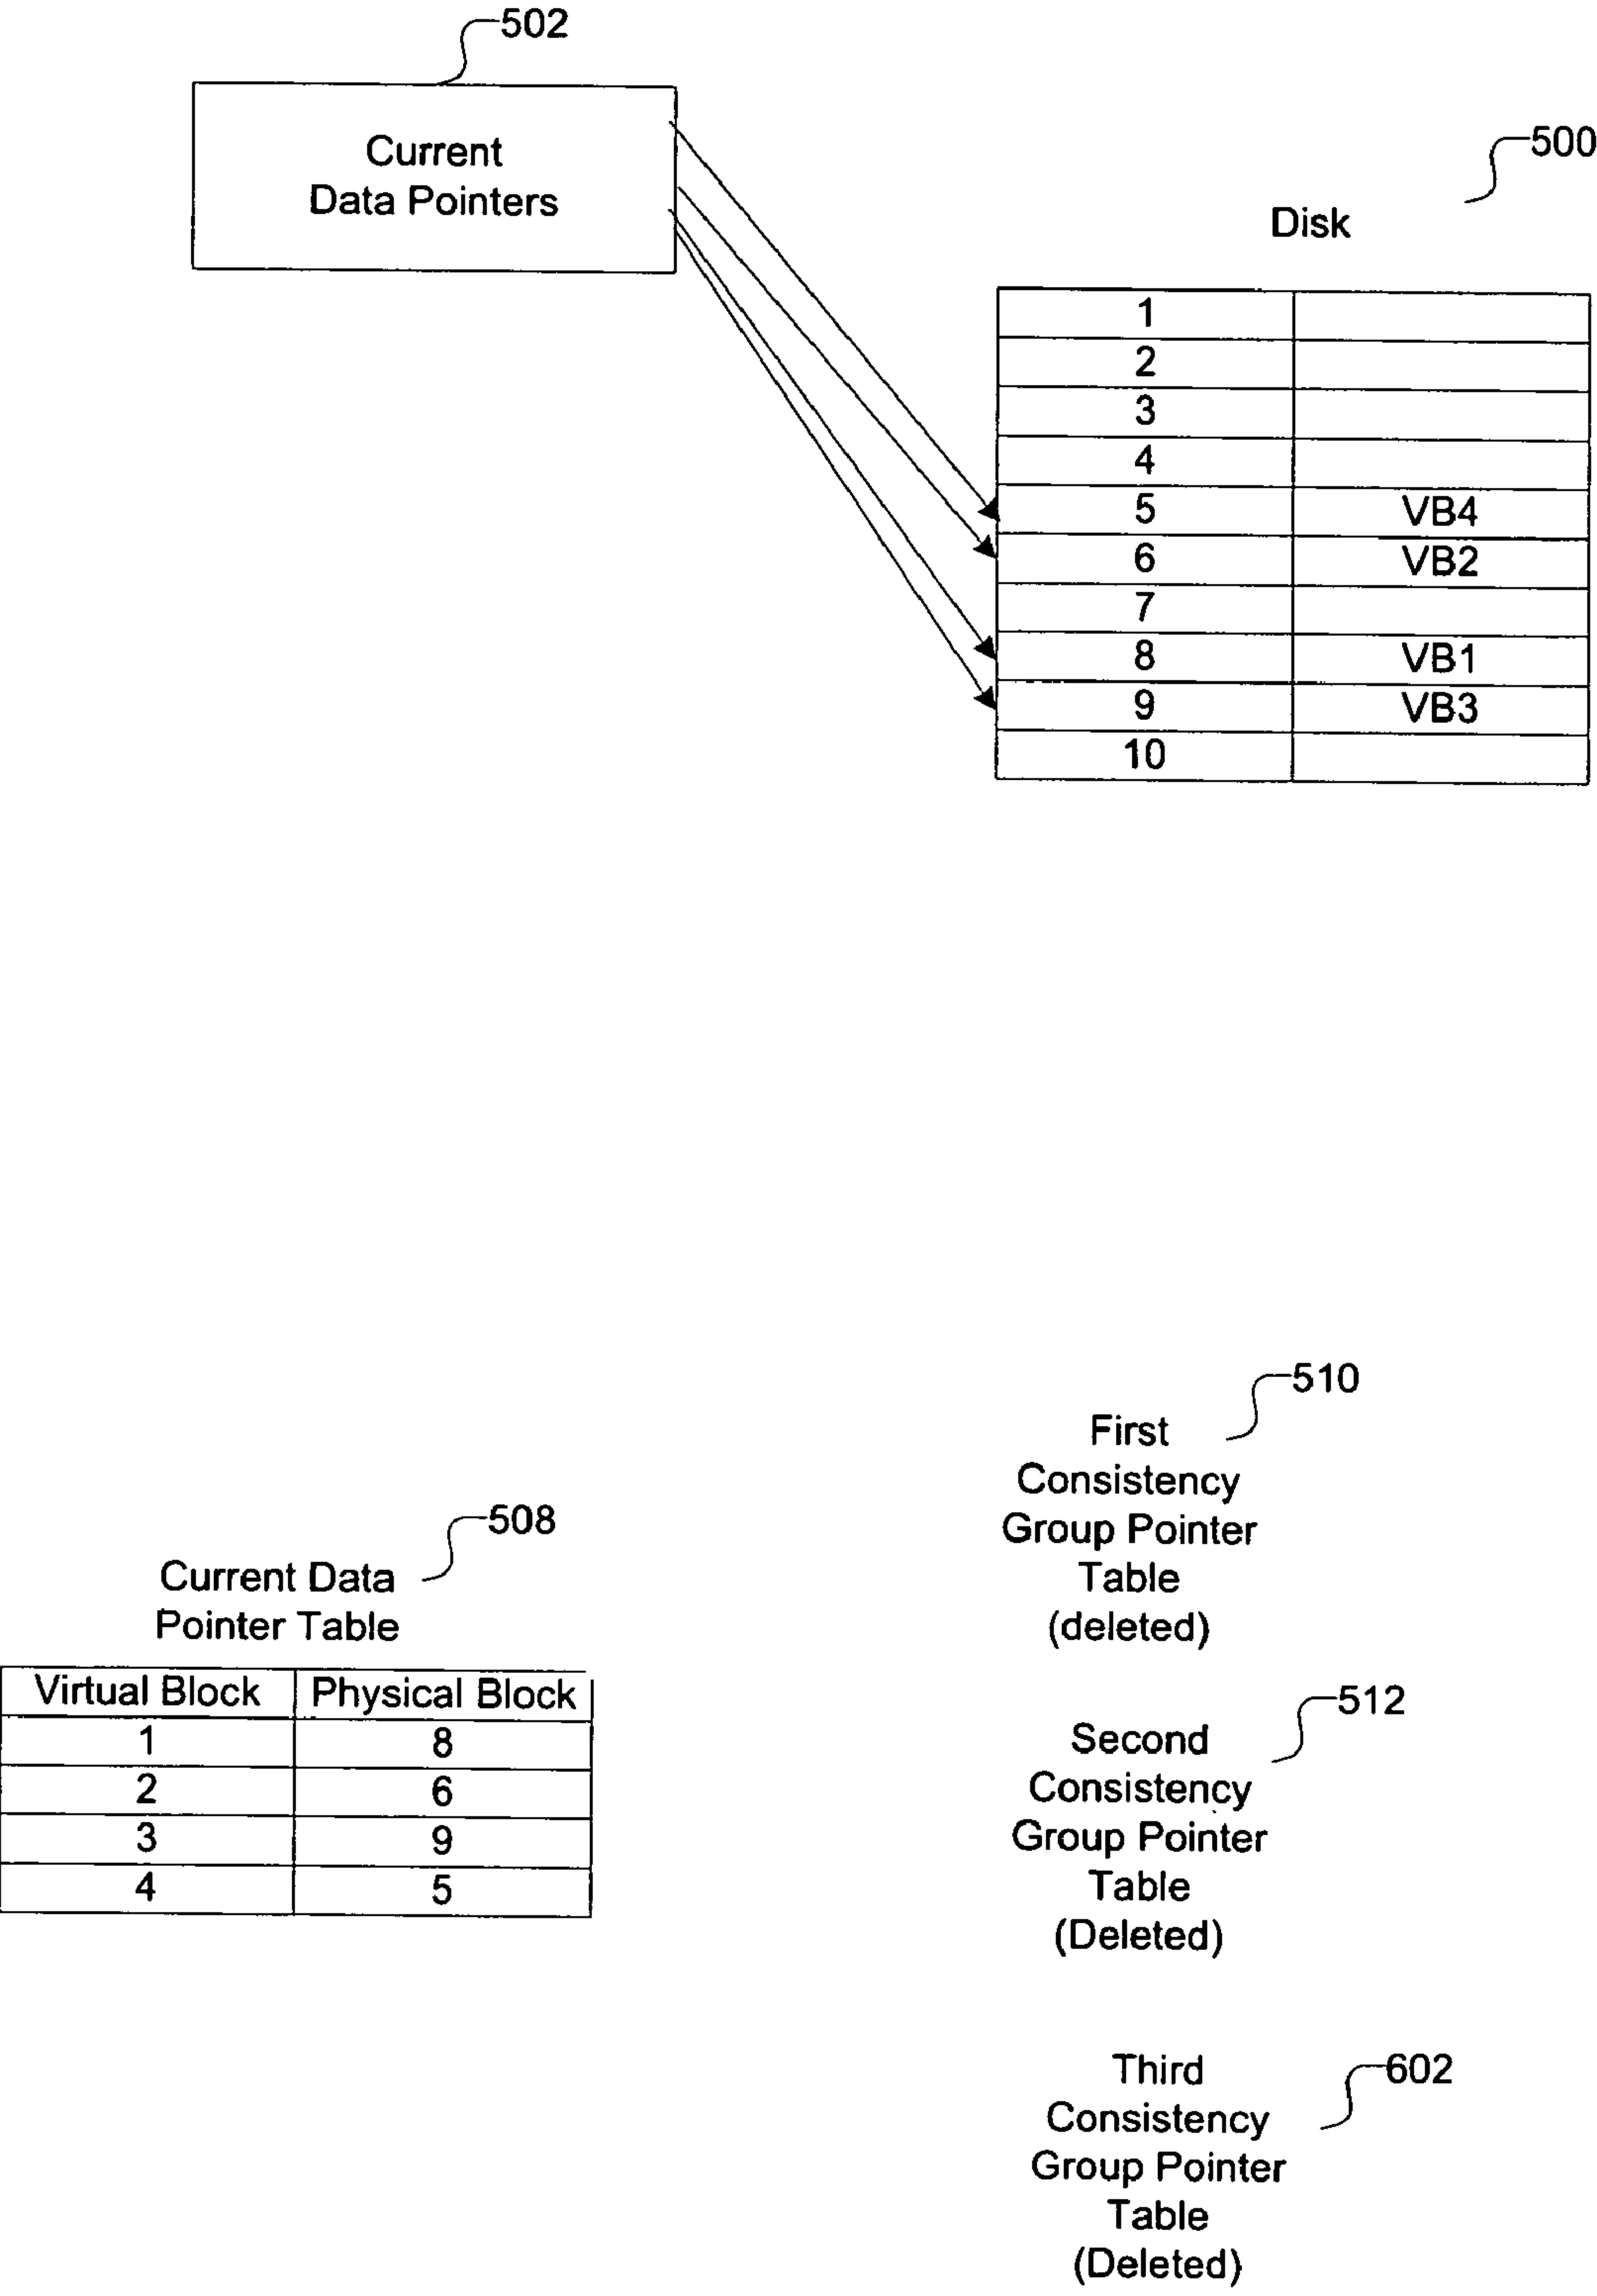 502
Current
Data Pointers
500
Disk
1
2
3
4
5 VB4
6 VB2
7
8 VB1
9 VB3
10
510
First
Consistency
Group Pointer
Table
(deleted)
508
Current Data
Pointer Table
Virtual Block Physical Block
1 8
2 6
3 9
4 5
512
Second
Consistency
Group Pointer
Table
(Deleted)
602
Third
Consistency
Group Pointer
Table
(Deleted)